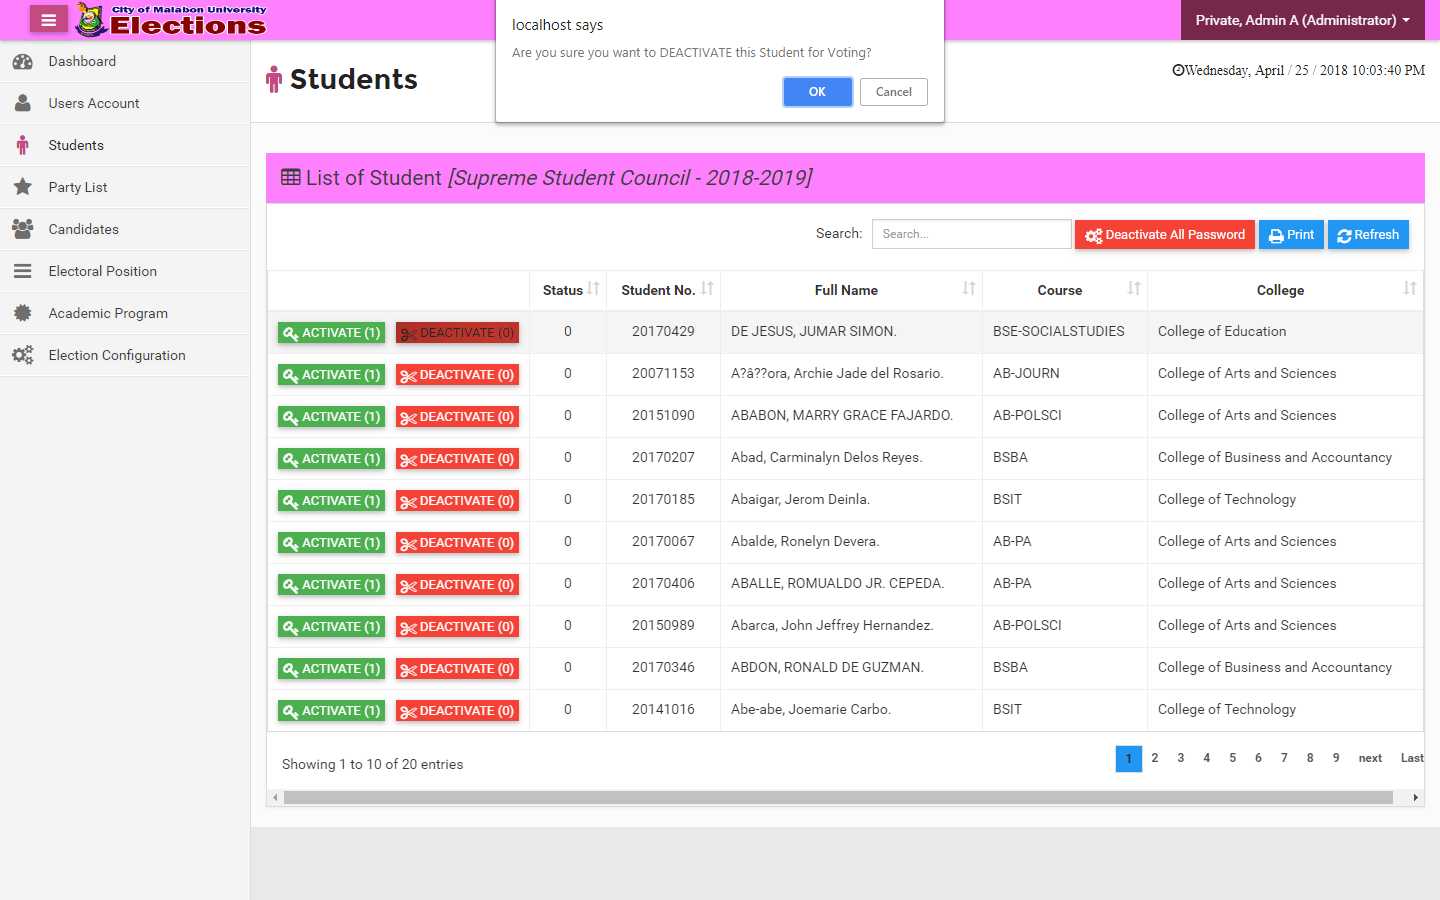 City of Malabon University
Elections
localhost says
Are you sure you want to DEACTIVATE this Student for Voting?
OK Cancel
Private, Admin A (Administrator)
Dashboard
Users Account
Students
Party List
Candidates
Electoral Position
Academic Program
Election Configuration
Students
Wednesday, April / 25 / 2018 10:03:40 PM
List of Student [Supreme Student Council - 2018-2019]
Search: Search... Deactivate All Password Print Refresh
Status Student No. Full Name Course College
ACTIVATE (1) DEACTIVATE (0) 0 20170429 DE JESUS, JUMAR SIMON. BSE-SOCIALSTUDIES College of Education
ACTIVATE (1) DEACTIVATE (0) 0 20071153 A?â??ora, Archie Jade del Rosario. AB-JOURN College of Arts and Sciences
ACTIVATE (1) DEACTIVATE (0) 0 20151090 ABABON, MARRY GRACE FAJARDO. AB-POLSCI College of Arts and Sciences
ACTIVATE (1) DEACTIVATE (0) 0 20170207 Abad, Carminalyn Delos Reyes. BSBA College of Business and Accountancy
ACTIVATE (1) DEACTIVATE (0) 0 20170185 Abaigar, Jerom Deinla. BSIT College of Technology
ACTIVATE (1) DEACTIVATE (0) 0 20170067 Abalde, Ronelyn Devera. AB-PA College of Arts and Sciences
ACTIVATE (1) DEACTIVATE (0) 0 20170406 ABALLE, ROMUALDO JR. CEPEDA. AB-PA College of Arts and Sciences
ACTIVATE (1) DEACTIVATE (0) 0 20150989 Abarca, John Jeffrey Hernandez. AB-POLSCI College of Arts and Sciences
ACTIVATE (1) DEACTIVATE (0) 0 20170346 ABDON, RONALD DE GUZMAN. BSBA College of Business and Accountancy
ACTIVATE (1) DEACTIVATE (0) 0 20141016 Abe-abe, Joemarie Carbo. BSIT College of Technology
Showing 1 to 10 of 20 entries
1 2 3 4 5 6 7 8 9 next Last